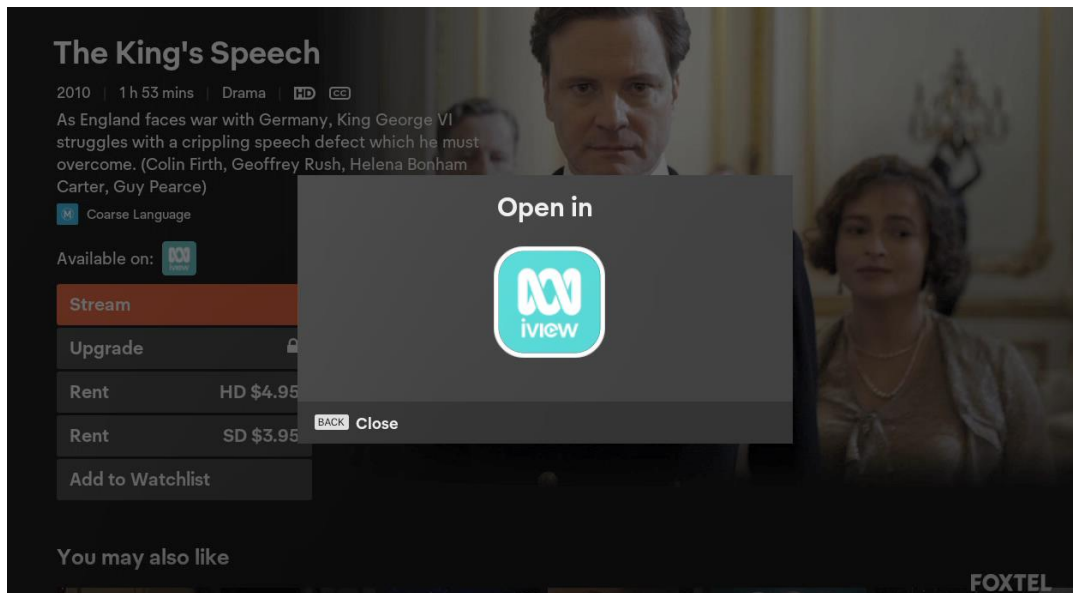 The King's Speech
2010 | 1 h 53 mins | Drama | HD CC
As England faces war with Germany, King George VI
struggles with a crippling speech defect which he must
overcome. (Colin Firth, Geoffrey Rush, Helena Bonham
Carter, Guy Pearce)
M Coarse Language
Available on: iview
Stream
Upgrade
Rent HD $4.95
Rent SD $3.95
Add to Watchlist
Open in
iview
BACK Close
You may also like
FOXTEL